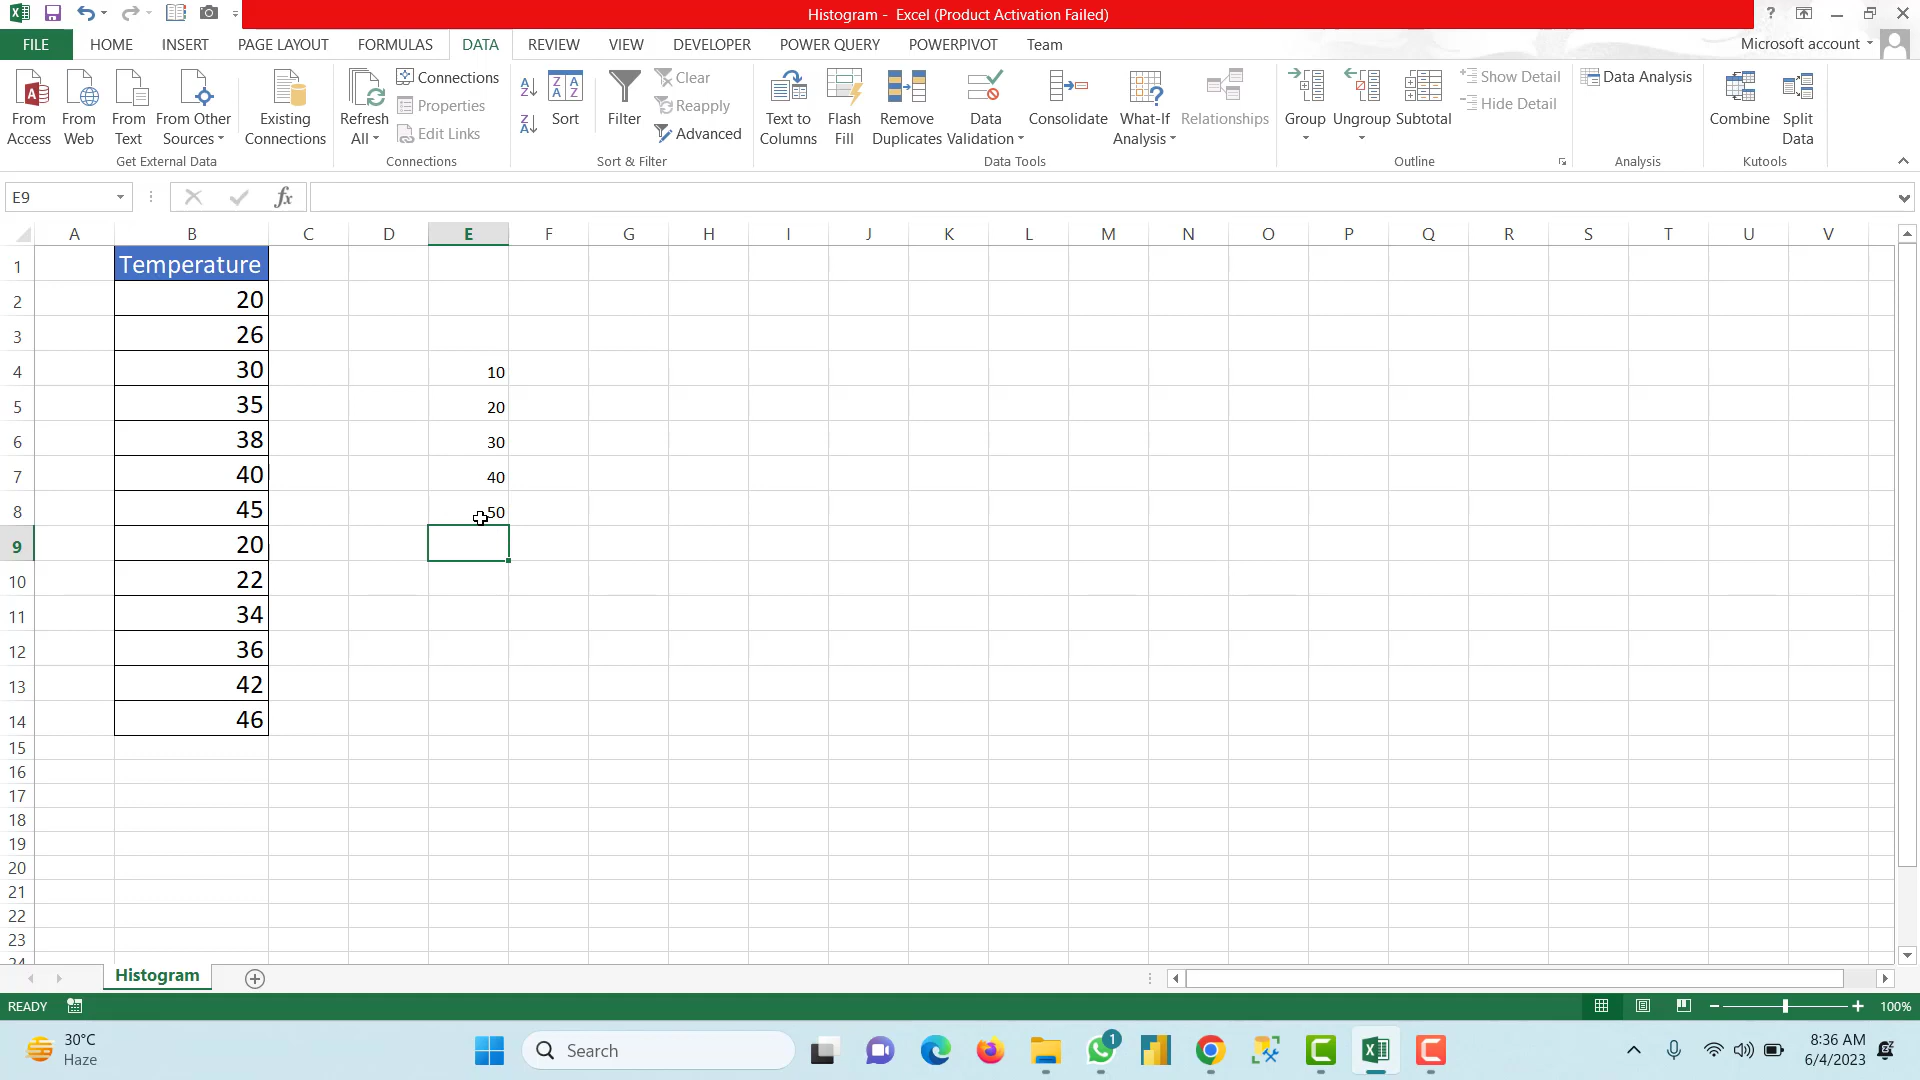 Histogram - Excel (Product Activation Failed)
FILE HOME INSERT PAGE LAYOUT FORMULAS DATA REVIEW VIEW DEVELOPER POWER QUERY POWERPIVOT Team Microsoft account
From Access
From Web
From Text
From Other Sources
Existing Connections
Get External Data
Refresh All
Connections
Properties
Edit Links
Connections
Sort
Filter
Clear
Reapply
Advanced
Sort & Filter
Text to Columns
Flash Fill
Remove Duplicates
Data Validation
Consolidate
What-If Analysis
Relationships
Data Tools
Group
Ungroup
Subtotal
Show Detail
Hide Detail
Outline
Data Analysis
Analysis
Combine
Split Data
Kutools
E9
fx
A B C D E F G H I J K L M N O P Q R S T U V
1 Temperature
2 20
3 26
4 30 10
5 35 20
6 38 30
7 40 40
8 45 50
9 20
10 22
11 34
12 36
13 42
14 46
15
16
17
18
19
20
21
22
23
24
Histogram
READY 100%
30°C
Haze
Search
1
8:36 AM
6/4/2023